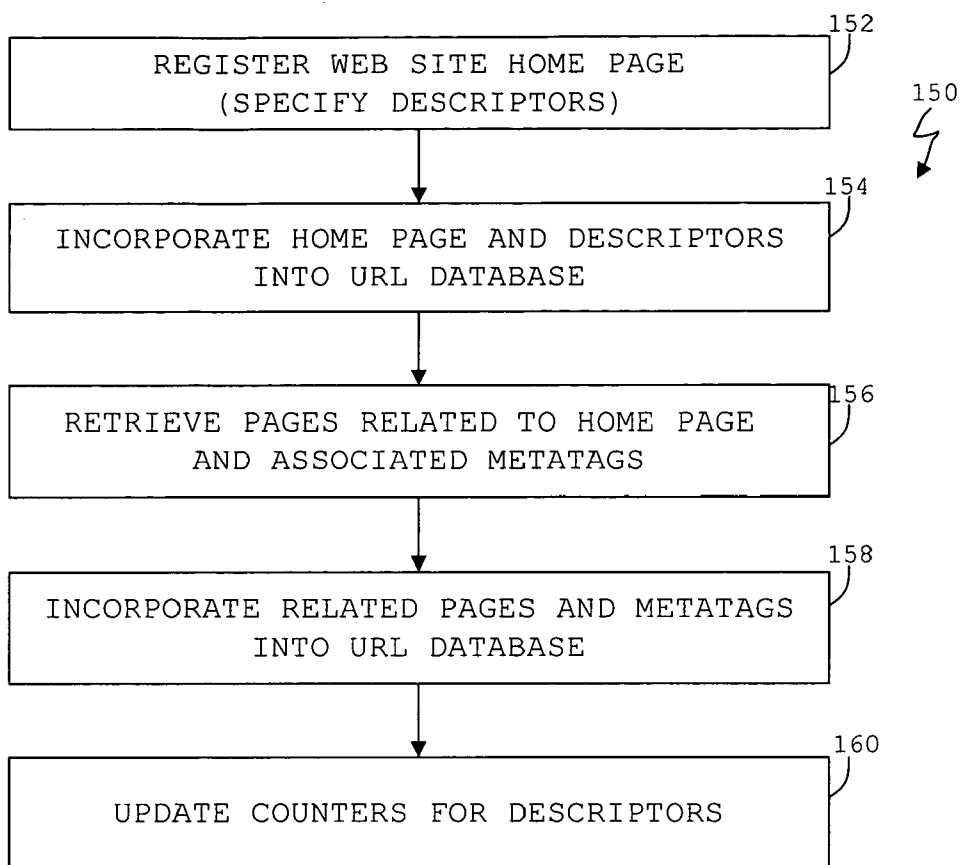 152
REGISTER WEB SITE HOME PAGE
(SPECIFY DESCRIPTORS)
150
154
INCORPORATE HOME PAGE AND DESCRIPTORS
INTO URL DATABASE
156
RETRIEVE PAGES RELATED TO HOME PAGE
AND ASSOCIATED METATAGS
158
INCORPORATE RELATED PAGES AND METATAGS
INTO URL DATABASE
160
UPDATE COUNTERS FOR DESCRIPTORS